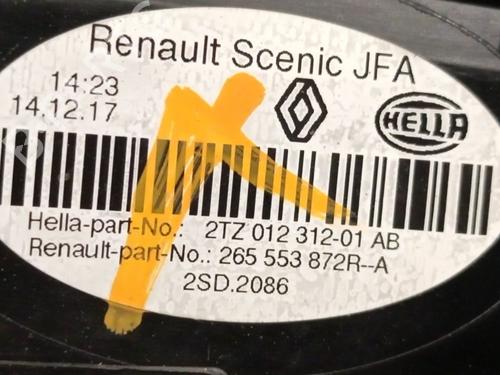 Renault Scenic JFA
14:23
14.12.17
HELLA
Hella-part-No.: 2TZ 012 312-01 AB
Renault-part-No.: 265 553 872R--A
2SD.2086